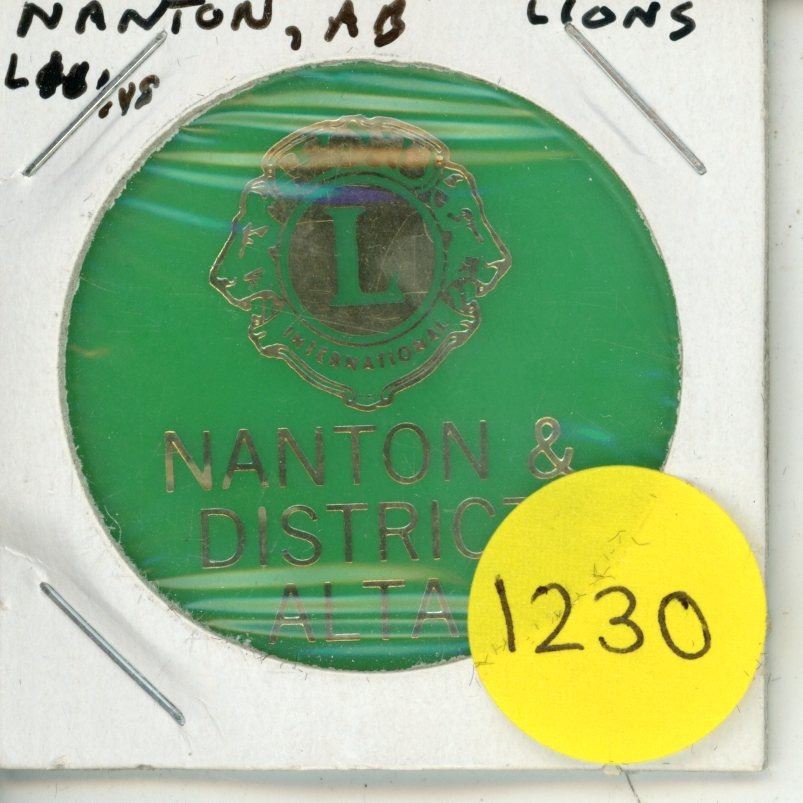 NANTON, AB LIONS
L
INTERNATIONAL
NANTON &
DISTRICT
ALTA
1230